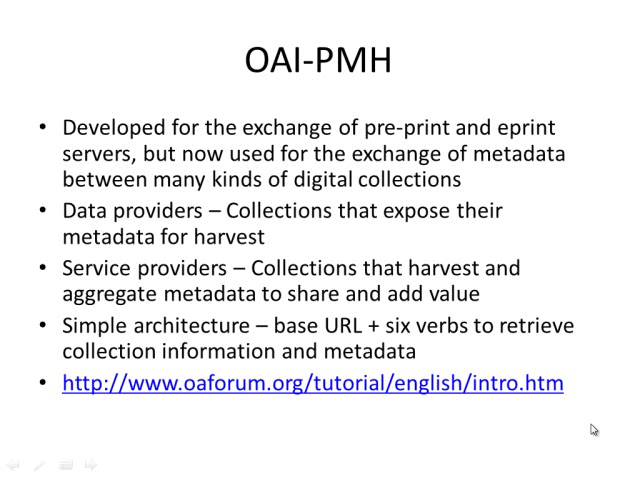 OAI-PMH
• Developed for the exchange of pre-print and eprint
servers, but now used for the exchange of metadata
between many kinds of digital collections
• Data providers – Collections that expose their
metadata for harvest
• Service providers – Collections that harvest and
aggregate metadata to share and add value
• Simple architecture – base URL + six verbs to retrieve
collection information and metadata
• http://www.oaforum.org/tutorial/english/intro.htm